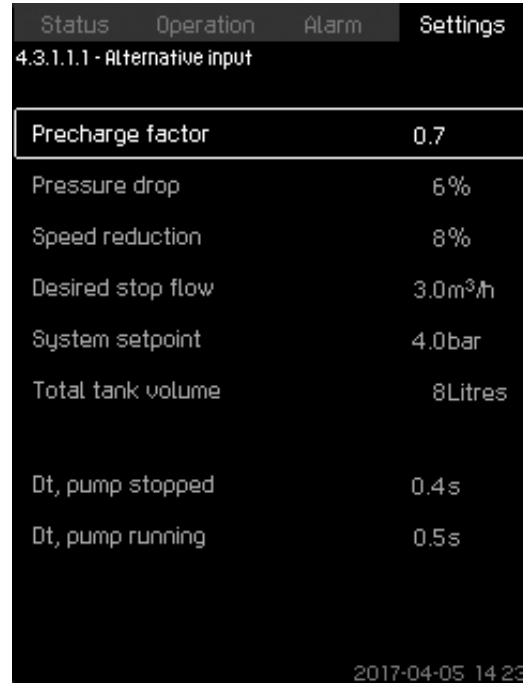 Status Operation Alarm Settings
4.3.1.1.1 - Alternative input
Precharge factor 0.7
Pressure drop 6%
Speed reduction 8%
Desired stop flow 3.0m³/h
System setpoint 4.0bar
Total tank volume 8Litres
Dt, pump stopped 0.4s
Dt, pump running 0.5s
2017-04-05 14:23